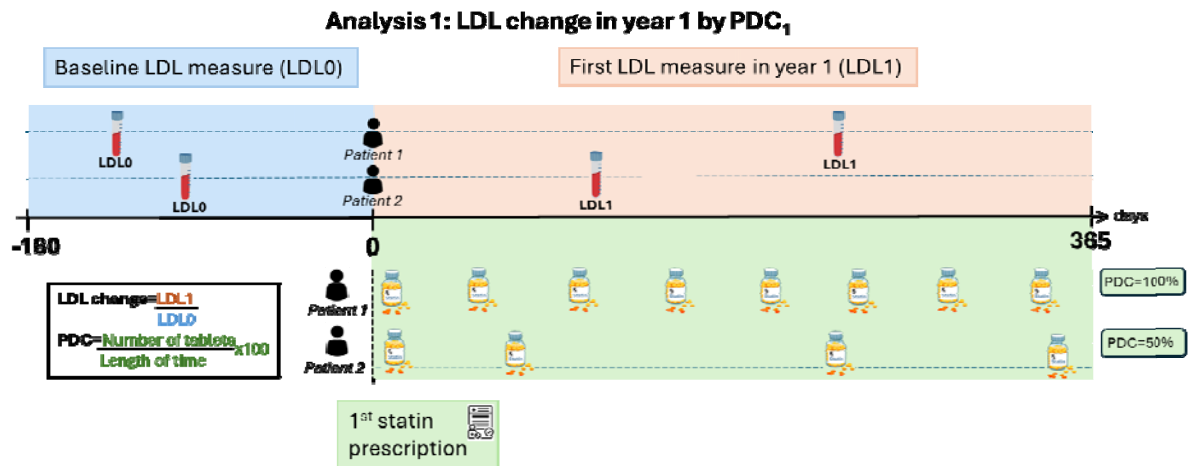 Analysis 1: LDL change in year 1 by PDC₁
Baseline LDL measure (LDL0)
First LDL measure in year 1 (LDL1)
LDL0
Patient 1
LDL1
LDL0
Patient 2
LDL1
-180
0
365
days
LDL change=LDL1
LDL0
PDC=Number of tablets x100
Length of time
Patient 1
PDC=100%
Patient 2
PDC=50%
1st statin
prescription